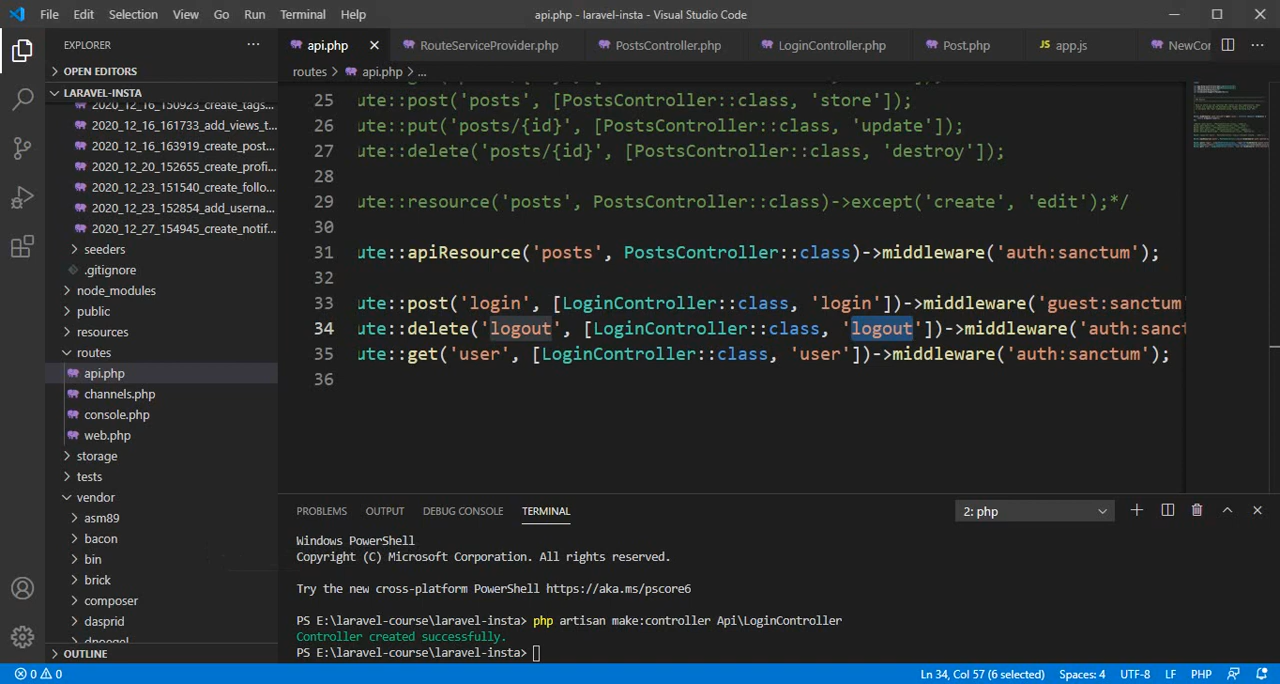 File Edit Selection View Go Run Terminal Help
api.php - laravel-insta - Visual Studio Code
EXPLORER
OPEN EDITORS
LARAVEL-INSTA
2020_12_16_150923_create_tags...
2020_12_16_161733_add_views_t...
2020_12_16_163919_create_post...
2020_12_20_152655_create_profi...
2020_12_23_151540_create_follo...
2020_12_23_152854_add_userna...
2020_12_27_154945_create_notif...
seeders
.gitignore
node_modules
public
resources
routes
api.php
channels.php
console.php
web.php
storage
tests
vendor
asm89
bacon
bin
brick
composer
dasprid
OUTLINE
api.php RouteServiceProvider.php PostsController.php LoginController.php Post.php JS app.js NewCor
routes > api.php > ...
25 ute::post('posts', [PostsController::class, 'store']);
26 ute::put('posts/{id}', [PostsController::class, 'update']);
27 ute::delete('posts/{id}', [PostsController::class, 'destroy']);
28
29 ute::resource('posts', PostsController::class)->except('create', 'edit');*/
30
31 ute::apiResource('posts', PostsController::class)->middleware('auth:sanctum');
32
33 ute::post('login', [LoginController::class, 'login'])->middleware('guest:sanctum'
34 ute::delete('logout', [LoginController::class, 'logout'])->middleware('auth:sanct
35 ute::get('user', [LoginController::class, 'user'])->middleware('auth:sanctum');
36
PROBLEMS OUTPUT DEBUG CONSOLE TERMINAL 2: php
Windows PowerShell
Copyright (C) Microsoft Corporation. All rights reserved.
Try the new cross-platform PowerShell https://aka.ms/pscore6
PS E:\laravel-course\laravel-insta> php artisan make:controller Api\LoginController
Controller created successfully.
PS E:\laravel-course\laravel-insta>
0 0 Ln 34, Col 57 (6 selected) Spaces: 4 UTF-8 LF PHP